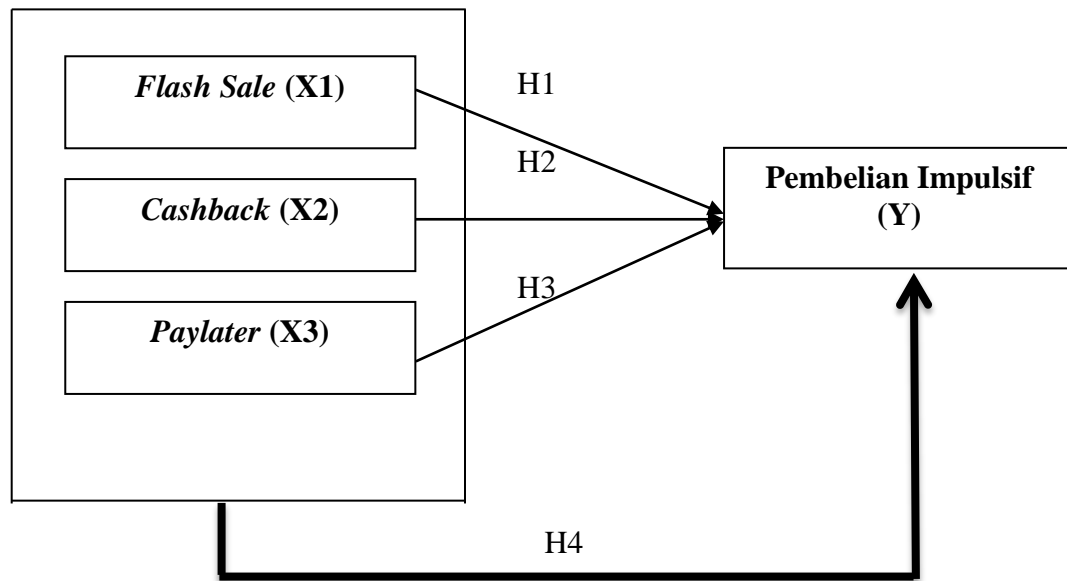 Flash Sale (X1)
H1
H2
Pembelian Impulsif
(Y)
Cashback (X2)
H3
Paylater (X3)
H4